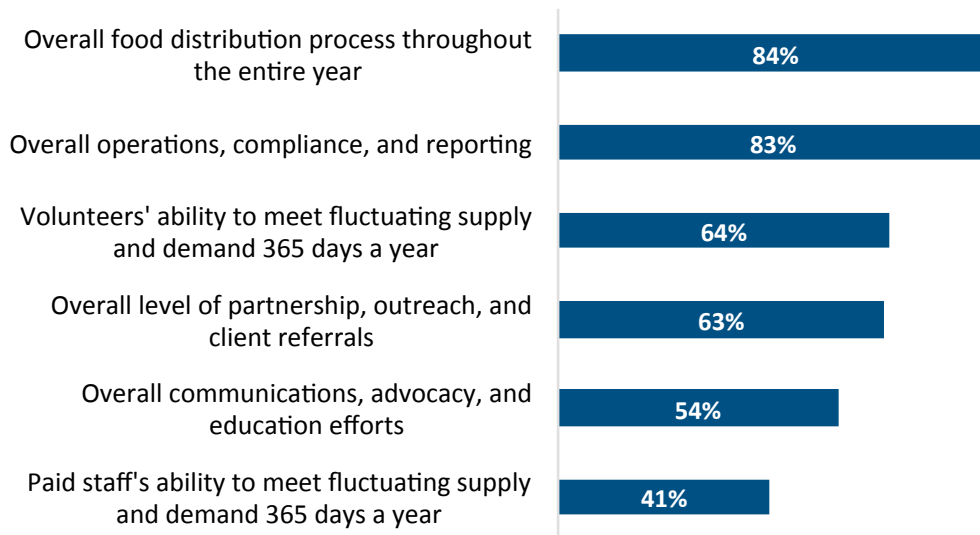 Overall food distribution process throughout
the entire year
84%
Overall operations, compliance, and reporting
83%
Volunteers' ability to meet fluctuating supply
and demand 365 days a year
64%
Overall level of partnership, outreach, and
client referrals
63%
Overall communications, advocacy, and
education efforts
54%
Paid staff's ability to meet fluctuating supply
and demand 365 days a year
41%